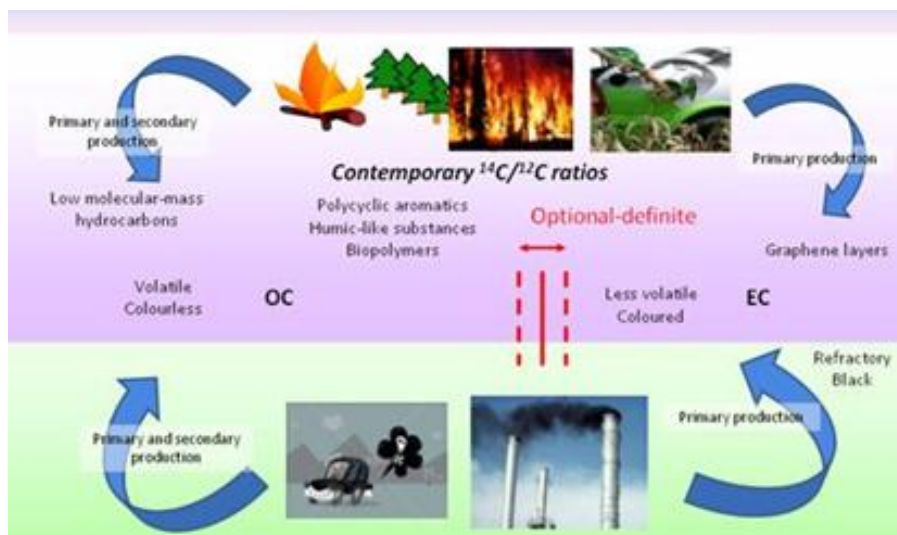 Primary and secondary
production
Low molecular-mass
hydrocarbons
Contemporary ¹⁴C/¹²C ratios
Polycyclic aromatics
Humic-like substances
Biopolymers
Optional-definite
Primary production
Graphene layers
Volatile
Colourless
OC
Less volatile
Coloured
EC
Refractory
Black
Primary and secondary
production
Primary production